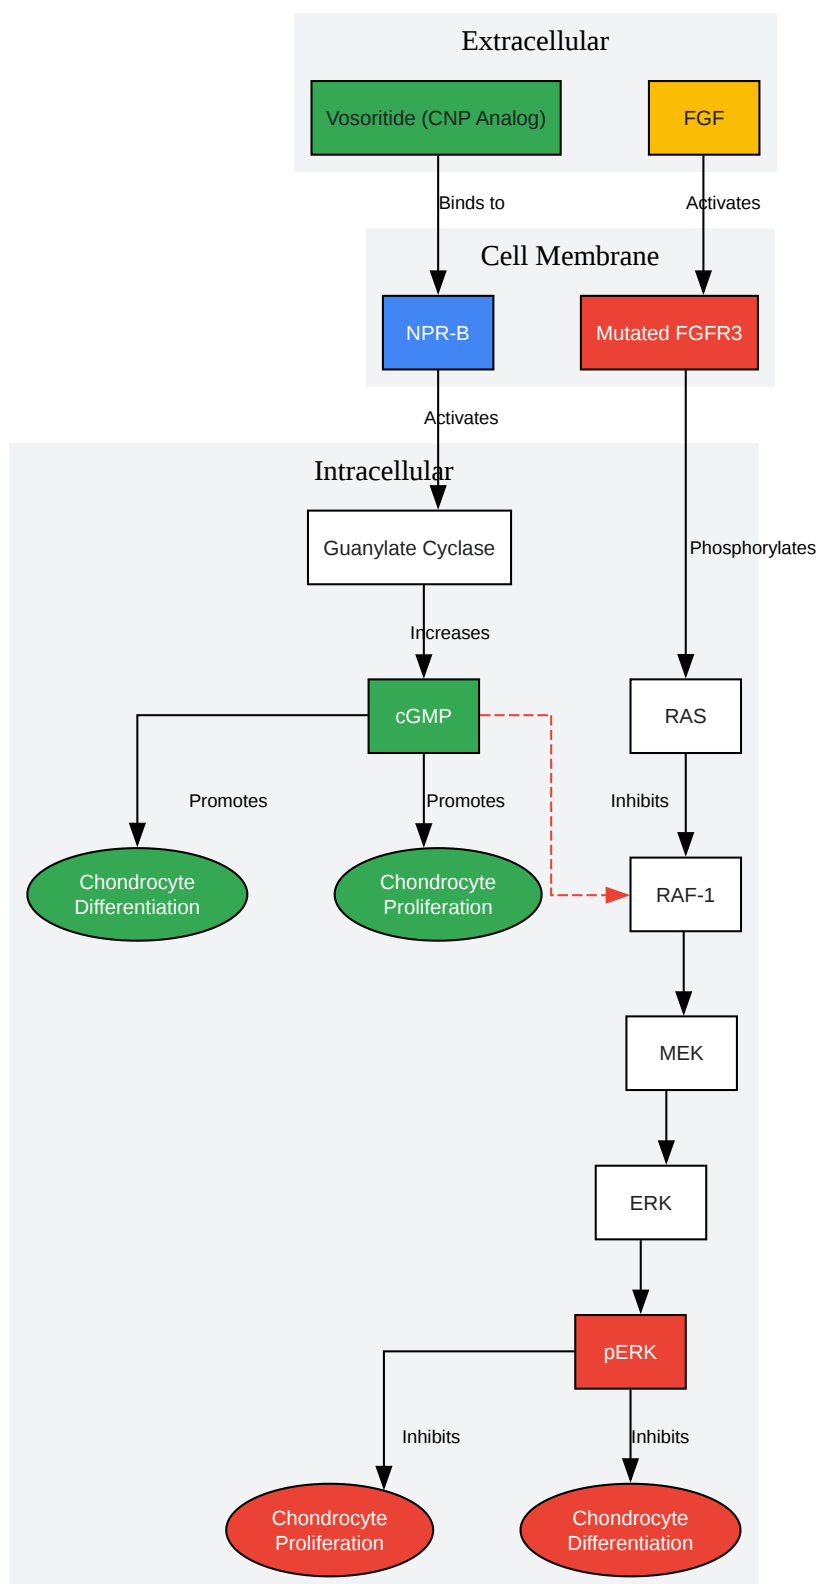 Extracellular
Vosoritide (CNP Analog)
FGF
Binds to
Activates
Cell Membrane
NPR-B
Mutated FGFR3
Activates
Intracellular
Guanylate Cyclase
Phosphorylates
Increases
cGMP
RAS
Promotes
Promotes
Inhibits
Chondrocyte
Differentiation
Chondrocyte
Proliferation
RAF-1
MEK
ERK
pERK
Inhibits
Inhibits
Chondrocyte
Proliferation
Chondrocyte
Differentiation